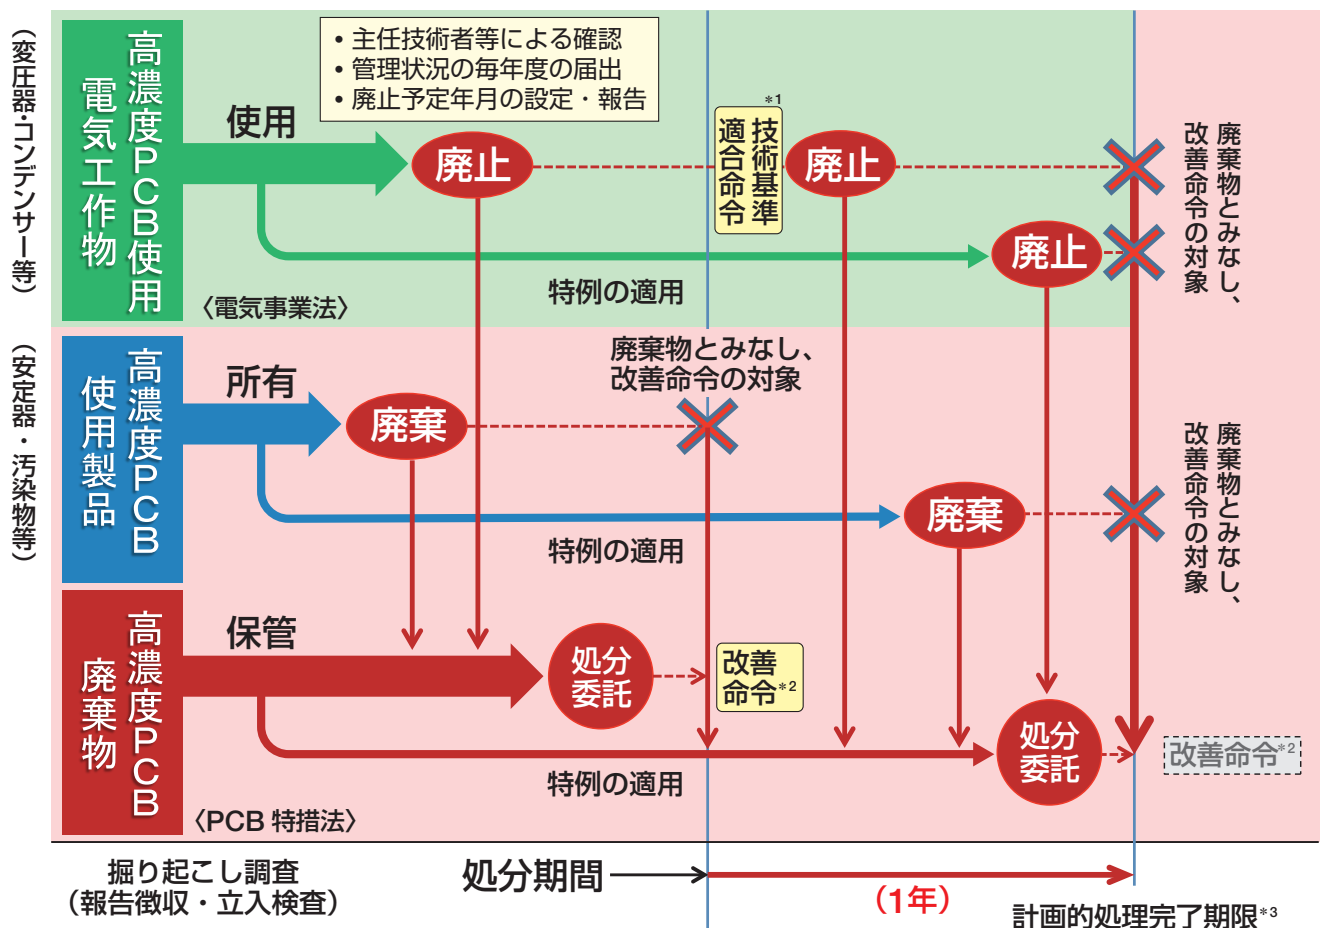 （変圧器・コンデンサー等）
高濃度PCB使用
電気工作物
使用
• 主任技術者等による確認
• 管理状況の毎年度の届出
• 廃止予定年月の設定・報告
廃止
*1
技術基準
適合命令
廃止
廃止
特例の適用
〈電気事業法〉
廃棄物とみなし、
改善命令の対象
（安定器・汚染物等）
高濃度PCB
使用製品
所有
廃棄
廃棄物とみなし、
改善命令の対象
廃棄
特例の適用
廃棄物とみなし、
改善命令の対象
高濃度PCB
廃棄物
保管
処分
委託
改善
命令*2
処分
委託
改善命令*2
特例の適用
〈PCB 特措法〉
掘り起こし調査
（報告徴収・立入検査）
処分期間
（1年）
計画的処理完了期限*3